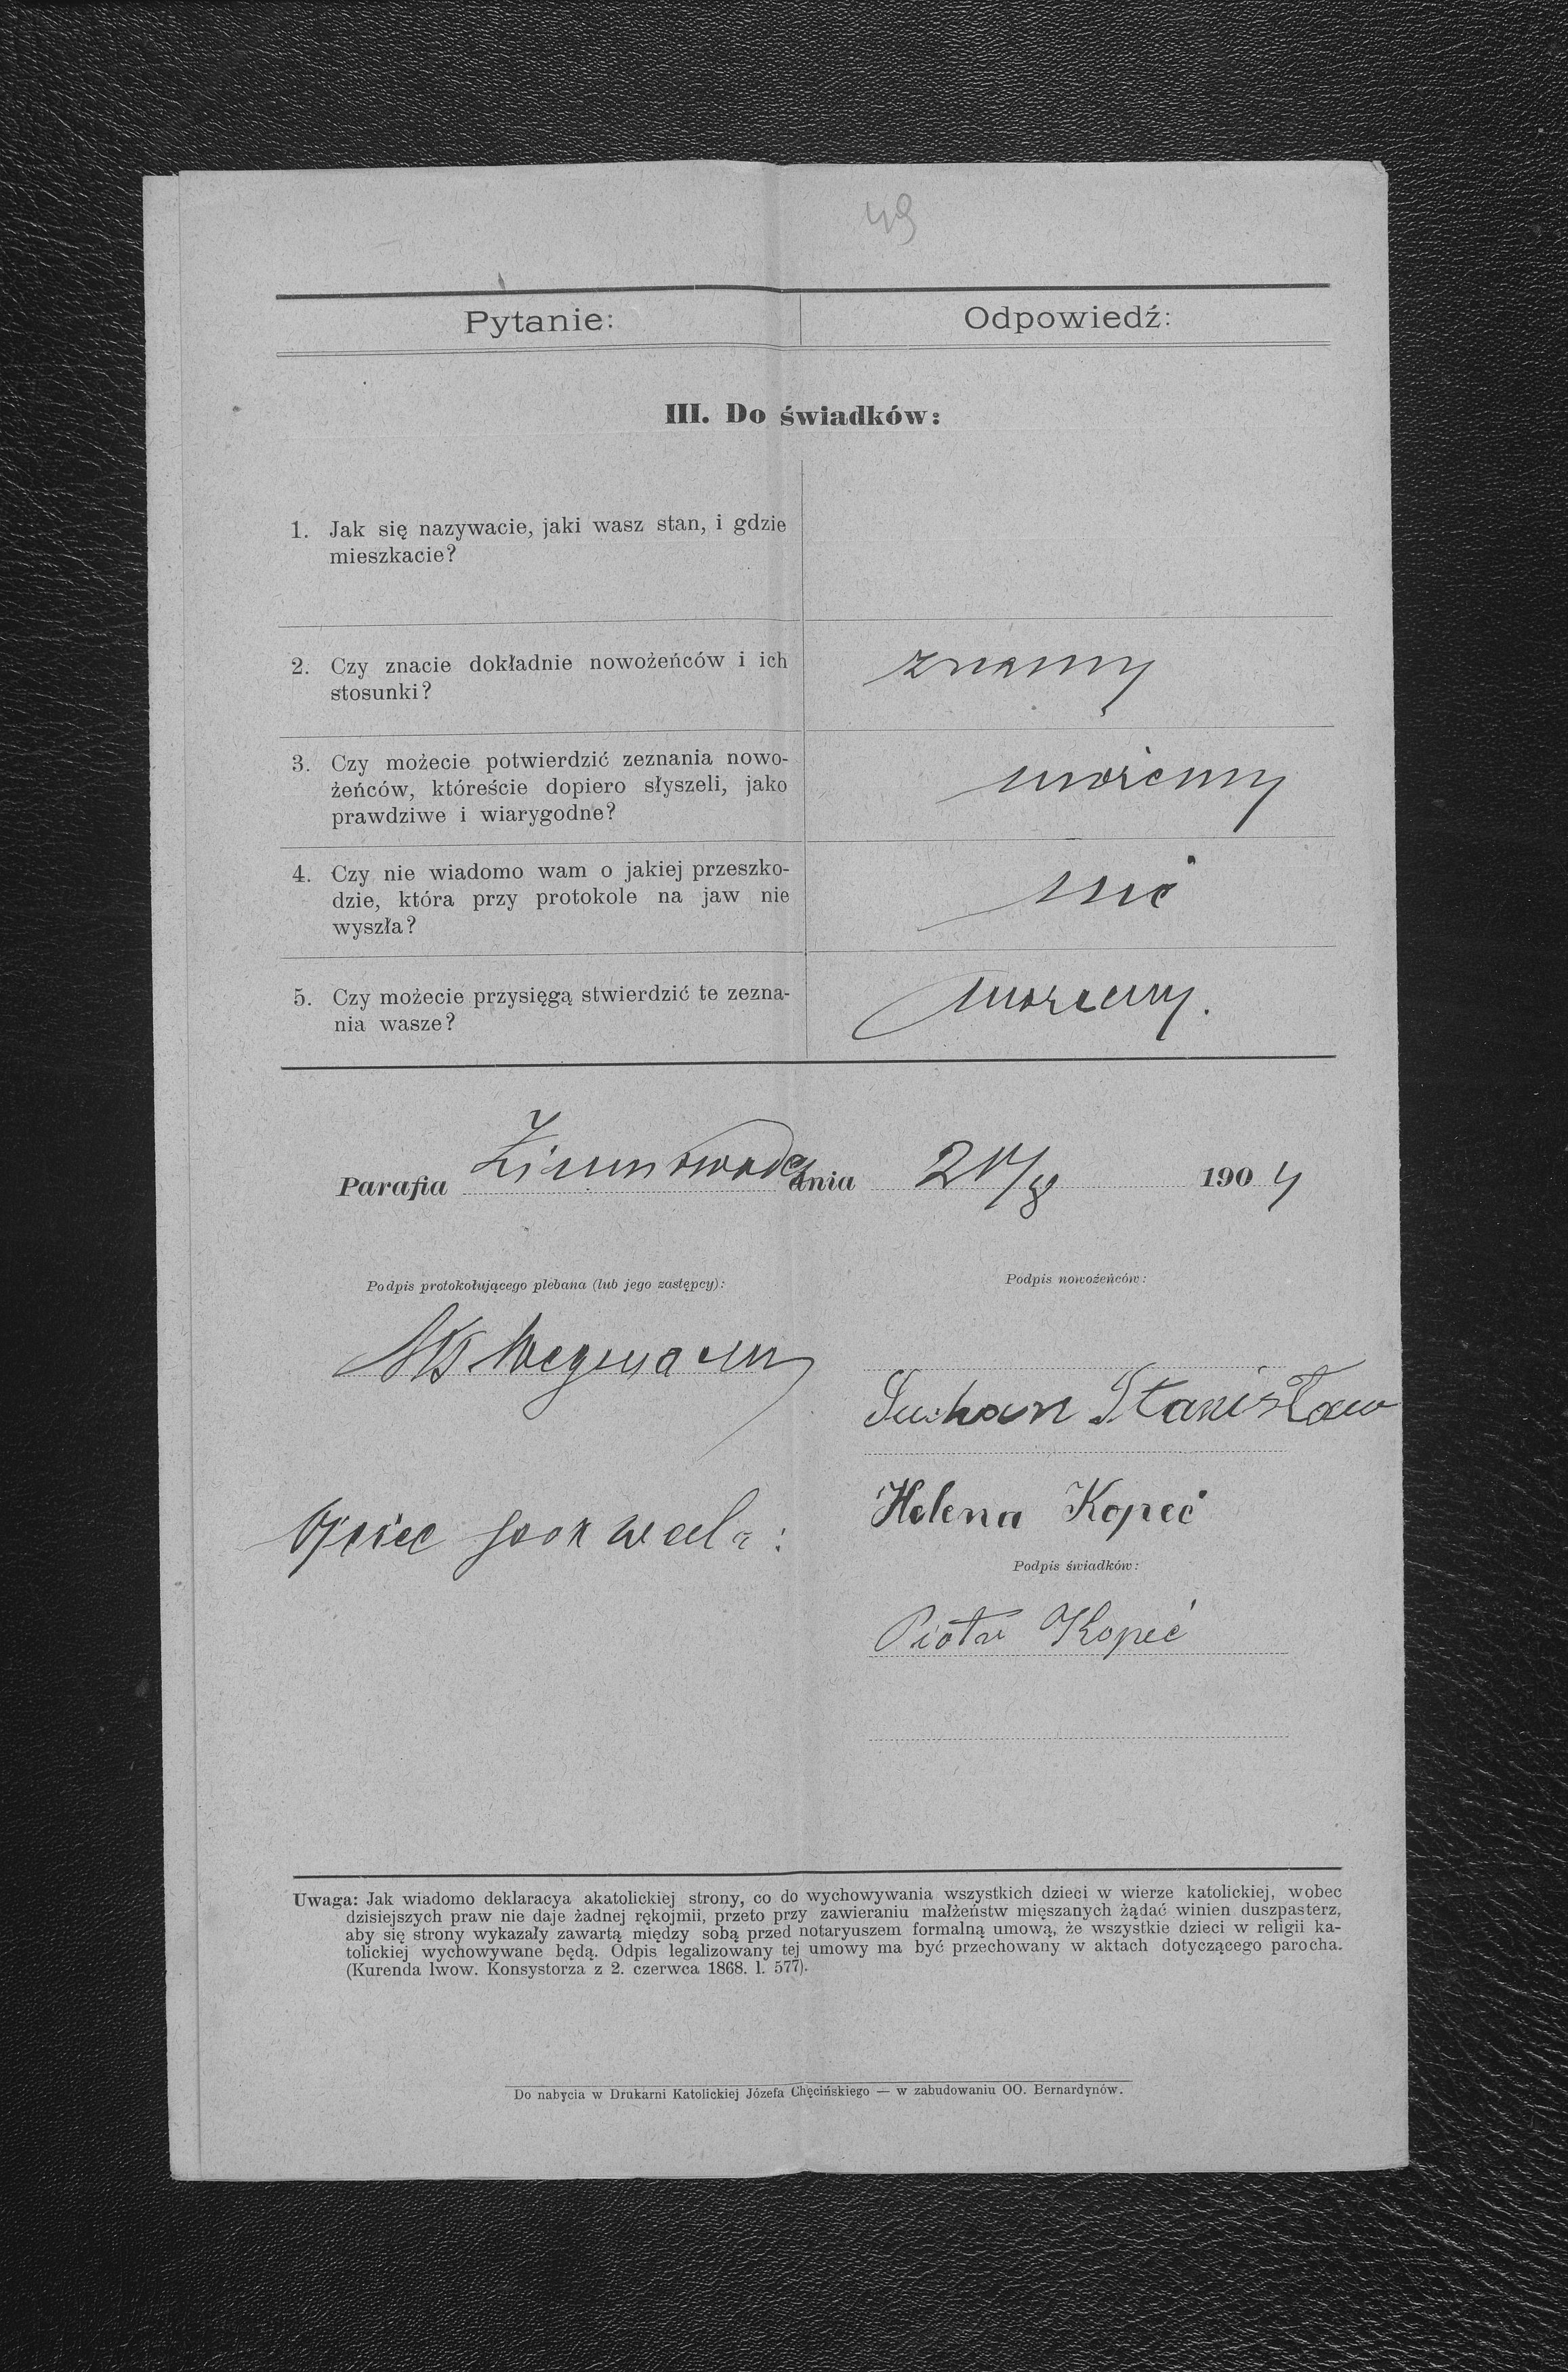 49
Pytanie:
Odpowiedź:
III. Do świadków:
1. Jak się nazywacie, jaki wasz stan, i gdzie
mieszkacie?
2. Czy znacie dokładnie nowożeńców i ich
stosunki?
znamy
3. Czy możecie potwierdzić zeznania nowo-
żeńców, któreście dopiero słyszeli, jako
prawdziwe i wiarygodne?
możemy
4. Czy nie wiadomo wam o jakiej przeszko-
dzie, która przy protokole na jaw nie
wyszła?
nic
5. Czy możecie przysięgą stwierdzić te zezna-
nia wasze?
możemy.
Parafia Zimnowoda dnia 1904
Podpis protokołującego plebana (lub jego zastępcy):
Podpis nowożeńców:
Wegmann
Suchan Stanisław
Helena Kopeć
Ojciec zezwala:
Podpis świadków:
Piotr Kopeć
Uwaga: Jak wiadomo deklaracya akatolickiej strony, co do wychowywania wszystkich dzieci w wierze katolickiej, wobec
dzisiejszych praw nie daje żadnej rękojmii, przeto przy zawieraniu małżeństw mięszanych żądać winien duszpasterz,
aby się strony wykazały zawartą między sobą przed notaryuszem formalną umową, że wszystkie dzieci w religii ka-
tolickiej wychowywane będą. Odpis legalizowany tej umowy ma być przechowany w aktach dotyczącego parocha.
(Kurenda lwow. Konsystorza z 2. czerwca 1868. l. 577).
Do nabycia w Drukarni Katolickiej Józefa Chęcińskiego — w zabudowaniu OO. Bernardynów.